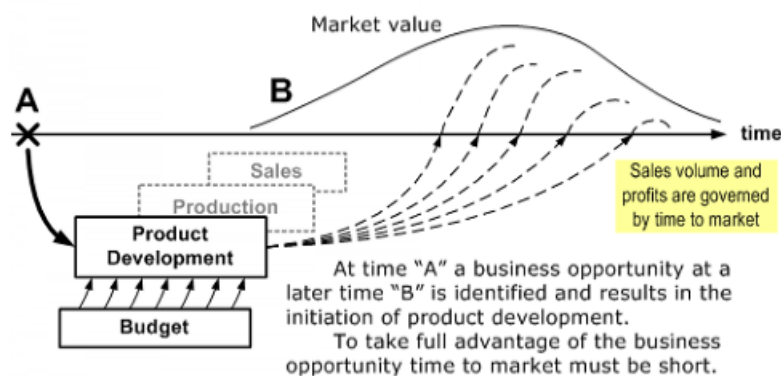 Market value
A
B
time
Sales
Production
Product
Development
Budget
Sales volume and
profits are governed
by time to market
At time "A" a business opportunity at a
later time "B" is identified and results in the
initiation of product development.
To take full advantage of the business
opportunity time to market must be short.